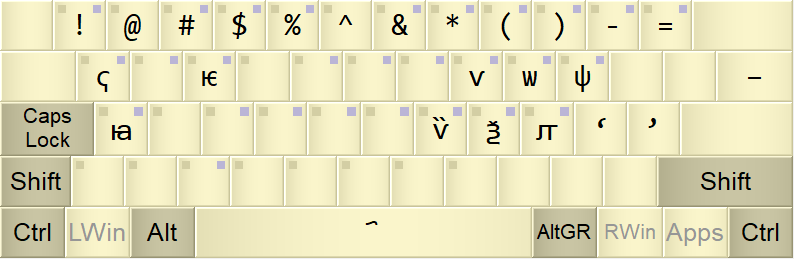 ! @ # $ % ^ & * ( ) - =
ҁ ѥ ѵ ѡ ѱ –
Caps Lock ꙗ ѷ ѯ ‘ ’
Shift Shift
Ctrl LWin Alt ҄ AltGR RWin Apps Ctrl